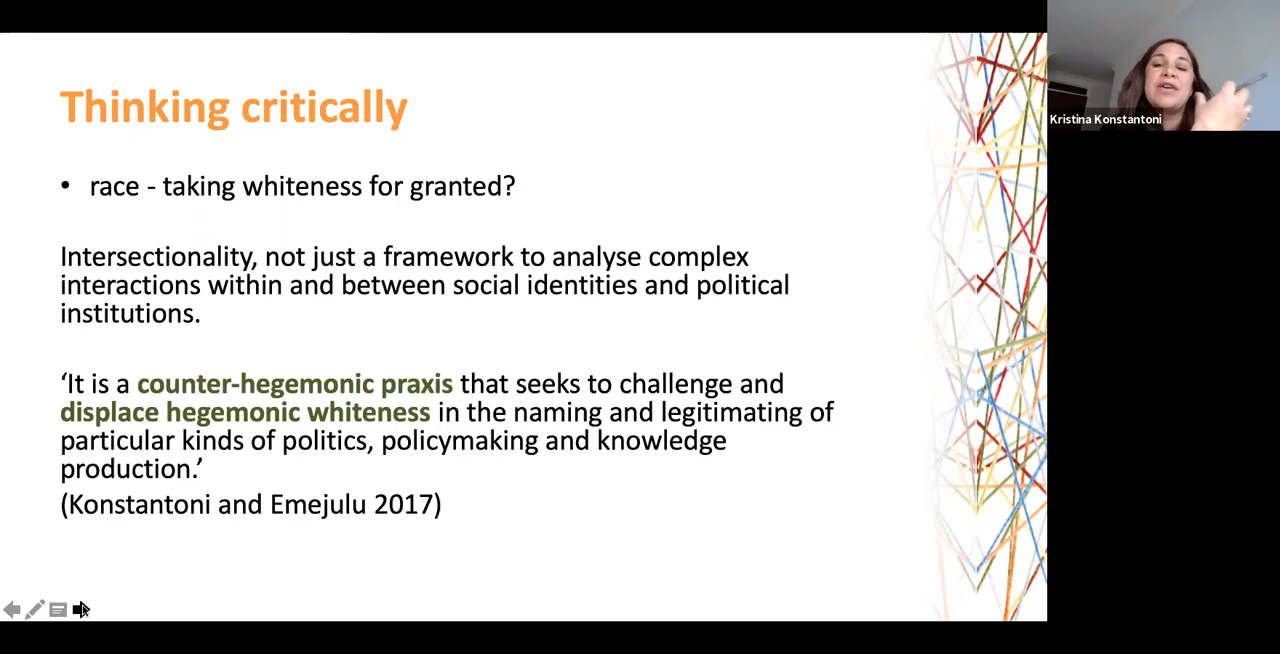 Thinking critically
• race - taking whiteness for granted?
Intersectionality, not just a framework to analyse complex
interactions within and between social identities and political
institutions.
‘It is a counter-hegemonic praxis that seeks to challenge and
displace hegemonic whiteness in the naming and legitimating of
particular kinds of politics, policymaking and knowledge
production.’
(Konstantoni and Emejulu 2017)
Kristina Konstantoni